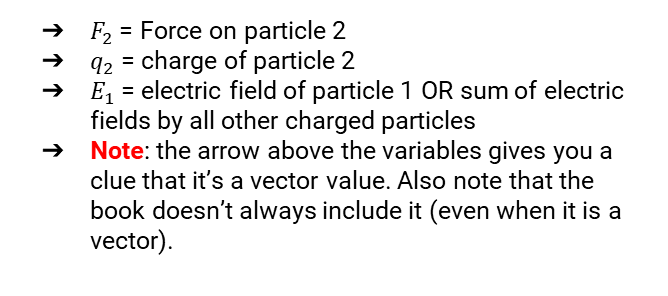 ➔ F₂ = Force on particle 2
➔ q₂ = charge of particle 2
➔ E₁ = electric field of particle 1 OR sum of electric
fields by all other charged particles
➔ Note: the arrow above the variables gives you a
clue that it’s a vector value. Also note that the
book doesn’t always include it (even when it is a
vector).